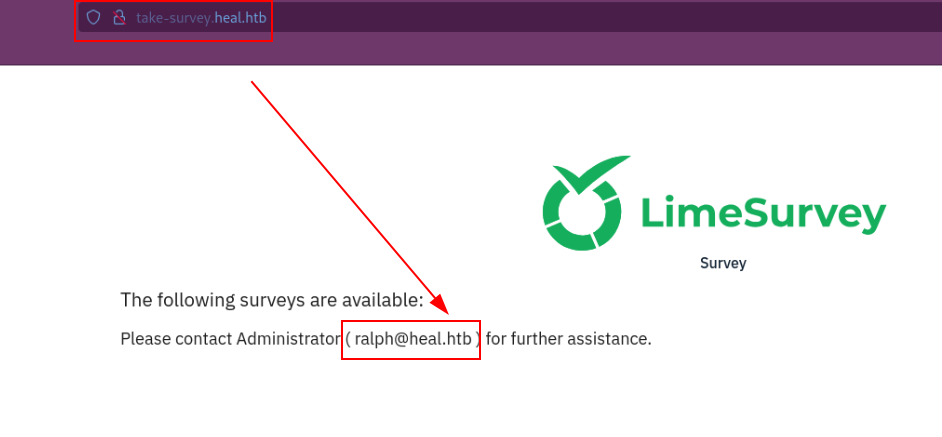 take-survey.heal.htb
LimeSurvey
Survey
The following surveys are available:
Please contact Administrator ( ralph@heal.htb ) for further assistance.